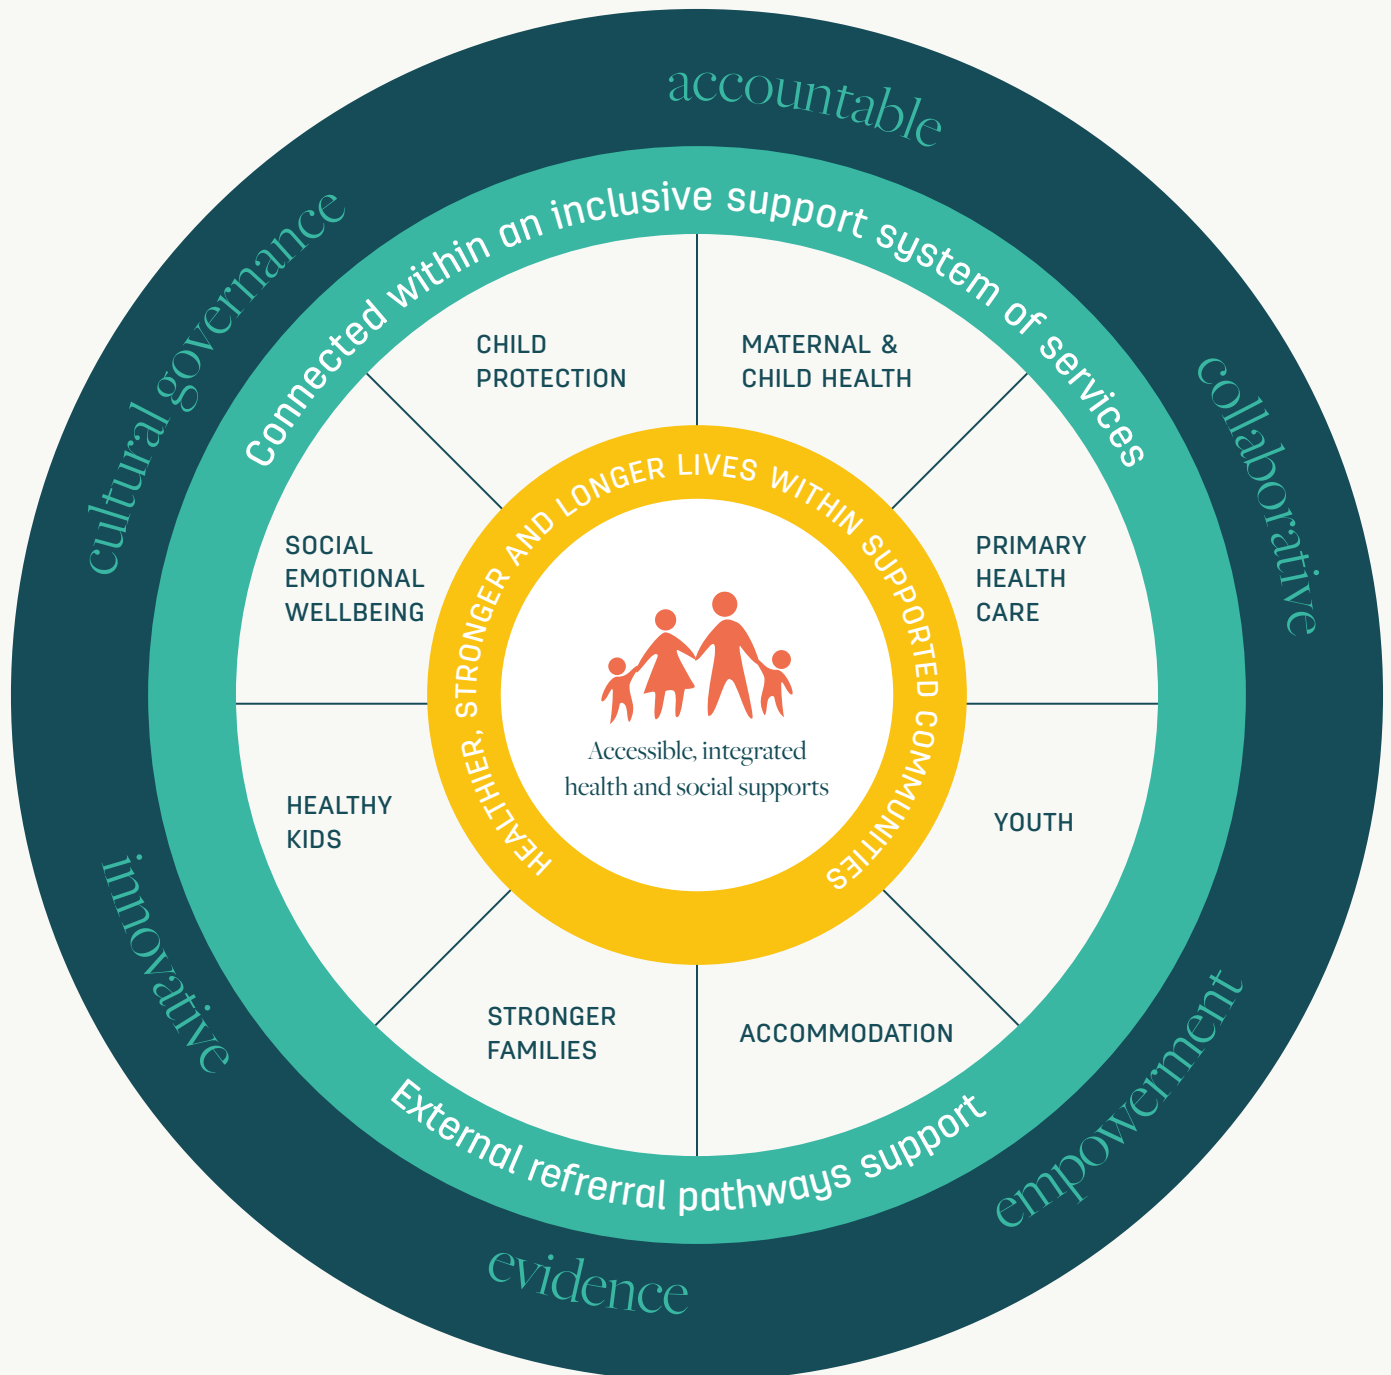 accountable
cultural governance
collaborative
innovative
empowerment
evidence
Connected within an inclusive support system of services
External refrerral pathways support
CHILD
PROTECTION
MATERNAL &
CHILD HEALTH
SOCIAL
EMOTIONAL
WELLBEING
PRIMARY
HEALTH
CARE
HEALTHY
KIDS
YOUTH
STRONGER
FAMILIES
ACCOMMODATION
HEALTHIER, STRONGER AND LONGER LIVES WITHIN SUPPORTED COMMUNITIES
Accessible, integrated
health and social supports